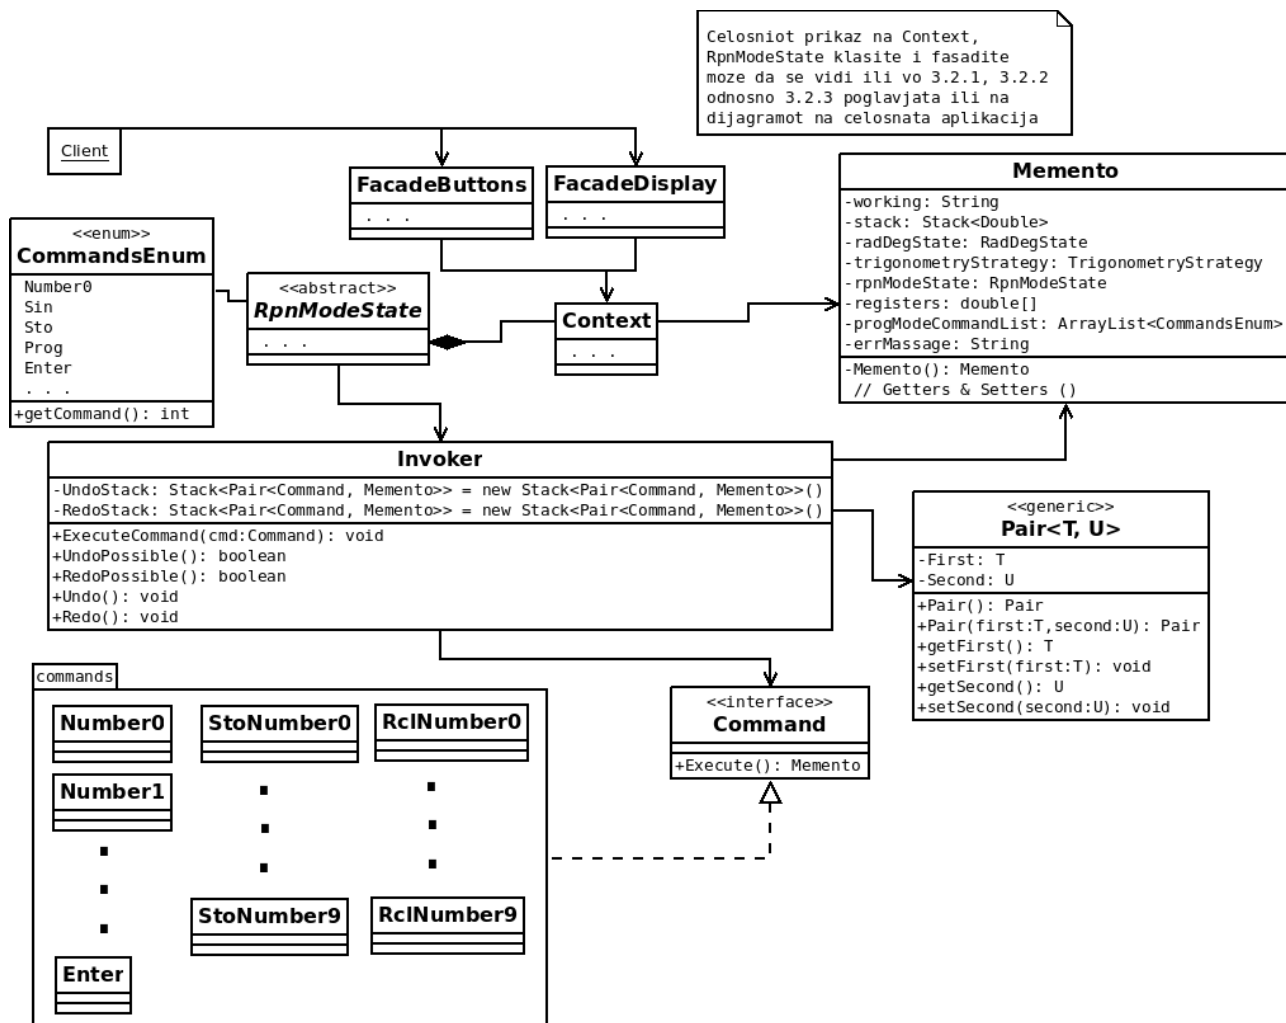 Celosniot prikaz na Context,
RpnModeState klasite i fasadite
moze da se vidi ili vo 3.2.1, 3.2.2
odnosno 3.2.3 poglavjata ili na
dijagramot na celosnata aplikacija
Client
FacadeButtons
. . .
FacadeDisplay
. . .
Memento
-working: String
-stack: Stack<Double>
-radDegState: RadDegState
-trigonometryStrategy: TrigonometryStrategy
-rpnModeState: RpnModeState
-registers: double[]
-progModeCommandList: ArrayList<CommandsEnum>
-errMassage: String
-Memento(): Memento
// Getters & Setters ()
<<enum>>
CommandsEnum
Number0
Sin
Sto
Prog
Enter
. . .
+getCommand(): int
<<abstract>>
RpnModeState
. . .
Context
. . .
Invoker
-UndoStack: Stack<Pair<Command, Memento>> = new Stack<Pair<Command, Memento>>()
-RedoStack: Stack<Pair<Command, Memento>> = new Stack<Pair<Command, Memento>>()
+ExecuteCommand(cmd:Command): void
+UndoPossible(): boolean
+RedoPossible(): boolean
+Undo(): void
+Redo(): void
<<generic>>
Pair<T, U>
-First: T
-Second: U
+Pair(): Pair
+Pair(first:T,second:U): Pair
+getFirst(): T
+setFirst(first:T): void
+getSecond(): U
+setSecond(second:U): void
commands
Number0
StoNumber0
RclNumber0
Number1
StoNumber9
RclNumber9
Enter
<<interface>>
Command
+Execute(): Memento